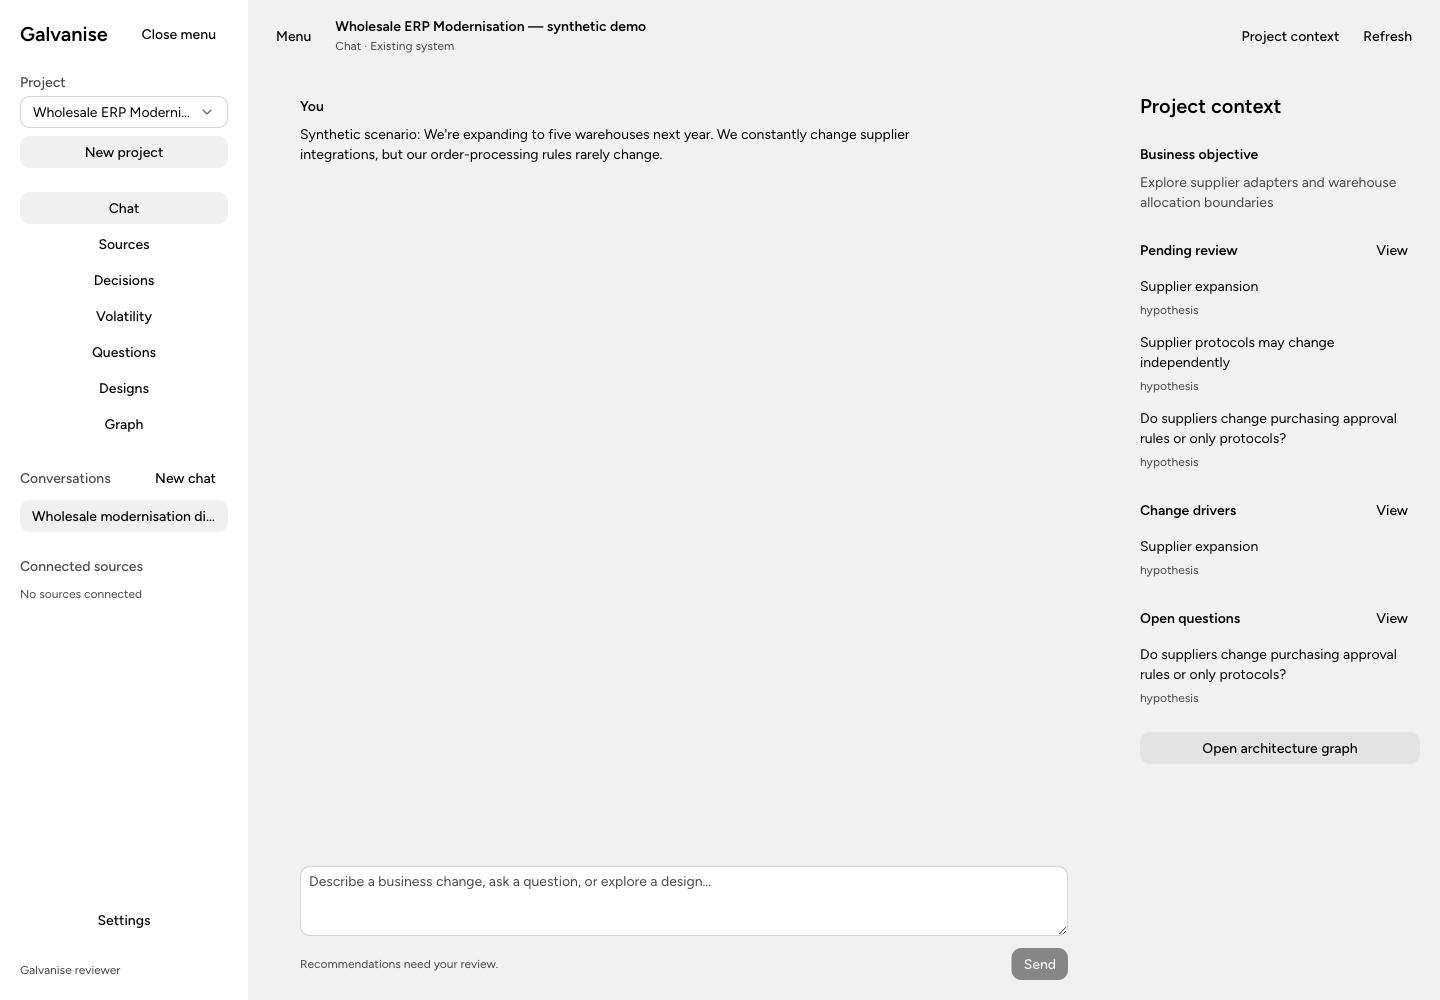 Galvanise
Close menu
Project
Wholesale ERP Moderni...
New project
Chat
Sources
Decisions
Volatility
Questions
Designs
Graph
Conversations
New chat
Wholesale modernisation di...
Connected sources
No sources connected
Settings
Galvanise reviewer
Menu
Wholesale ERP Modernisation — synthetic demo
Chat · Existing system
Project context
Refresh
You
Synthetic scenario: We're expanding to five warehouses next year. We constantly change supplier
integrations, but our order-processing rules rarely change.
Describe a business change, ask a question, or explore a design...
Recommendations need your review.
Send
Project context
Business objective
Explore supplier adapters and warehouse
allocation boundaries
Pending review
View
Supplier expansion
hypothesis
Supplier protocols may change
independently
hypothesis
Do suppliers change purchasing approval
rules or only protocols?
hypothesis
Change drivers
View
Supplier expansion
hypothesis
Open questions
View
Do suppliers change purchasing approval
rules or only protocols?
hypothesis
Open architecture graph